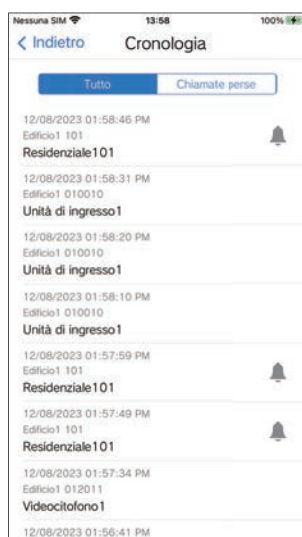 Nessuna SIM 13:58 100%
Indietro Cronologia
Tutto Chiamate perse
12/08/2023 01:58:46 PM
Edificio1 101
Residenziale101
12/08/2023 01:58:31 PM
Edificio1 010010
Unità di ingresso1
12/08/2023 01:58:20 PM
Edificio1 010010
Unità di ingresso1
12/08/2023 01:58:10 PM
Edificio1 010010
Unità di ingresso1
12/08/2023 01:57:59 PM
Edificio1 101
Residenziale101
12/08/2023 01:57:49 PM
Edificio1 101
Residenziale101
12/08/2023 01:57:34 PM
Edificio1 012011
Videocitofono1
12/08/2023 01:56:41 PM